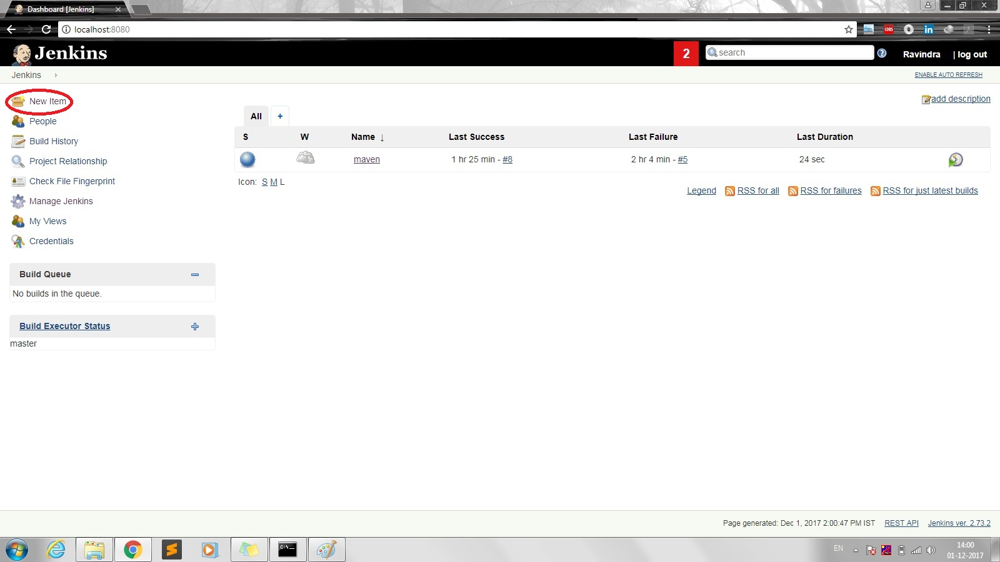 Dashboard [Jenkins]
localhost:8080
CORS
in
Jenkins
2
search
?
Ravindra
| log out
Jenkins
ENABLE AUTO REFRESH
New Item
People
Build History
Project Relationship
Check File Fingerprint
Manage Jenkins
My Views
Credentials
Build Queue
No builds in the queue.
Build Executor Status
master
add description
All
+
S W Name ↓ Last Success Last Failure Last Duration
maven 1 hr 25 min - #8 2 hr 4 min - #5 24 sec
Icon: S M L
Legend RSS for all RSS for failures RSS for just latest builds
Page generated: Dec 1, 2017 2:00:47 PM IST REST API Jenkins ver. 2.73.2
C:\_
EN
14:00
01-12-2017